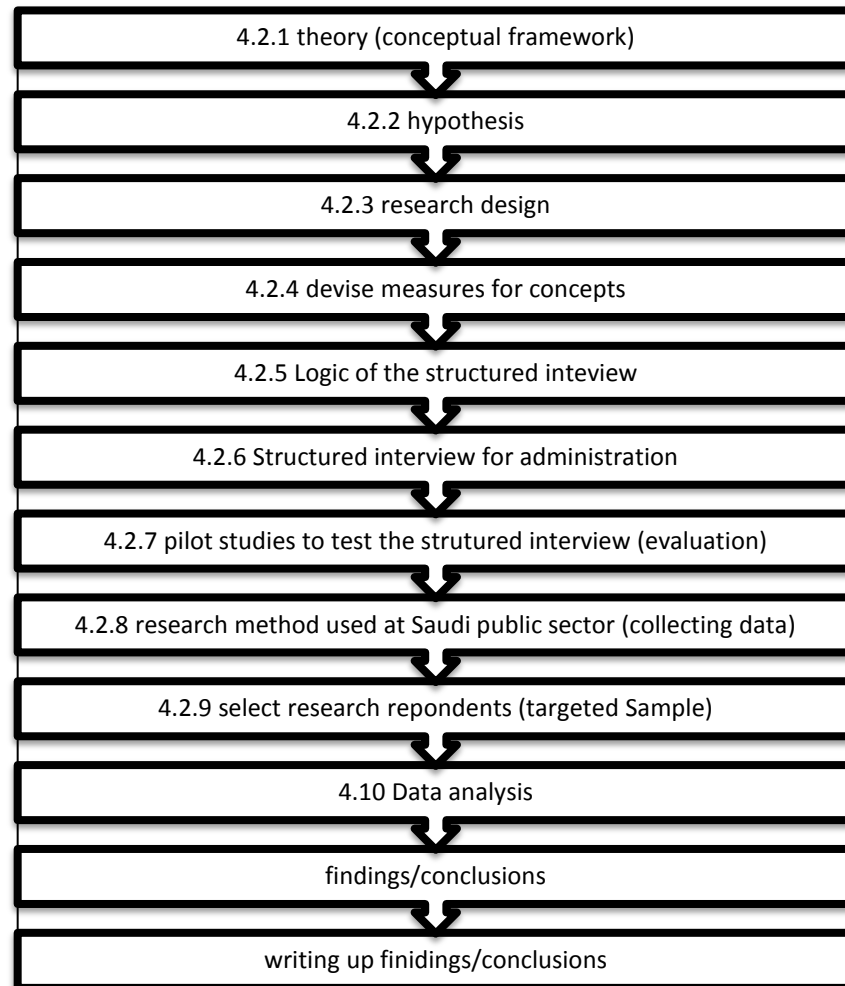 4.2.1 theory (conceptual framework)
4.2.2 hypothesis
4.2.3 research design
4.2.4 devise measures for concepts
4.2.5 Logic of the structured inteview
4.2.6 Structured interview for administration
4.2.7 pilot studies to test the strutured interview (evaluation)
4.2.8 research method used at Saudi public sector (collecting data)
4.2.9 select research repondents (targeted Sample)
4.10 Data analysis
findings/conclusions
writing up finidings/conclusions